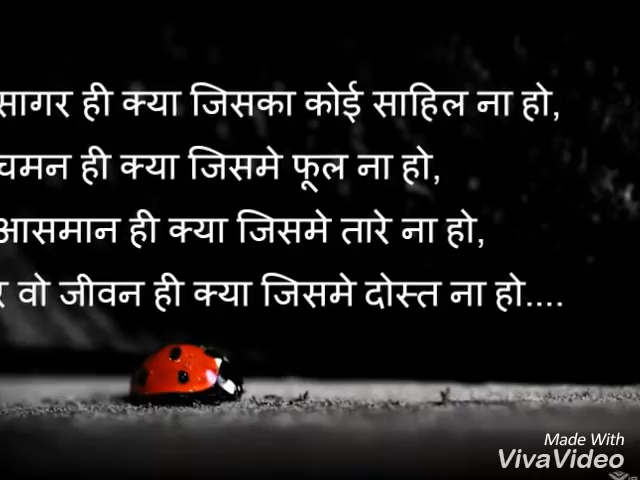 सागर ही क्या जिसका कोई साहिल ना हो,
चमन ही क्या जिसमे फूल ना हो,
आसमान ही क्या जिसमे तारे ना हो,
वो जीवन ही क्या जिसमे दोस्त ना हो....
Made With
VivaVideo